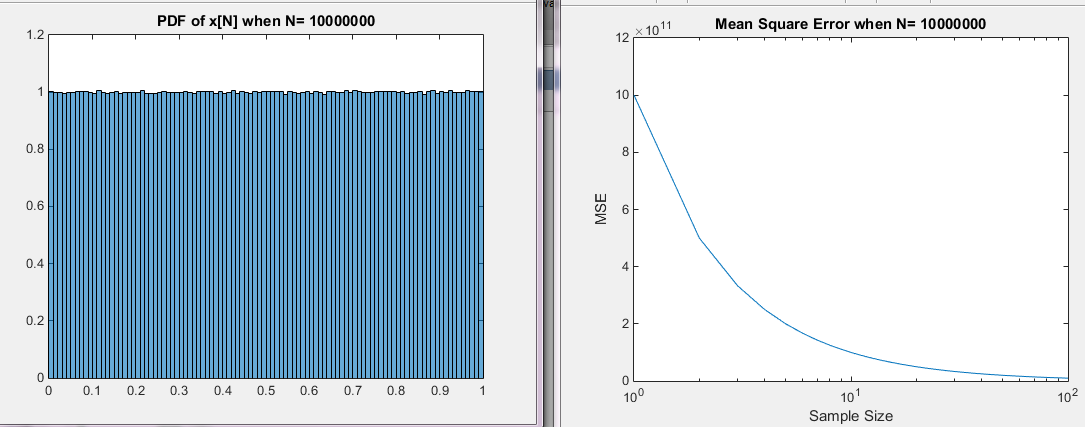 PDF of x[N] when N= 10000000
1.2
1
0.8
0.6
0.4
0.2
0
0 0.1 0.2 0.3 0.4 0.5 0.6 0.7 0.8 0.9 1
va
Mean Square Error when N= 10000000
×10¹¹
12
10
8
6
4
2
0
MSE
10⁰ 10¹ 10²
Sample Size